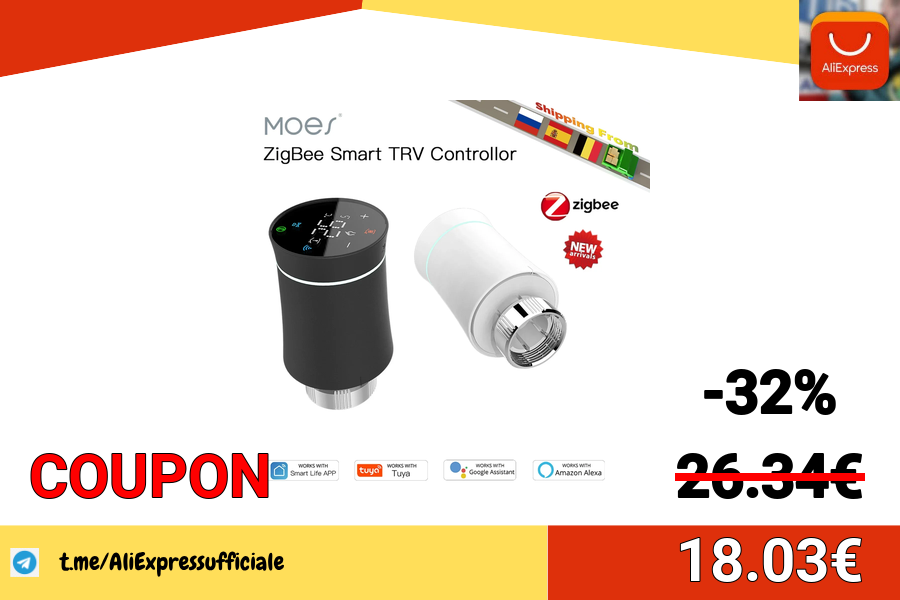 AliExpress
MOES
Shipping From
ZigBee Smart TRV Controllor
zigbee
NEW
arrivals
-32%
COUPON
WORKS WITH
Smart Life APP
tuya
WORKS WITH
Tuya
WORKS WITH
Google Assistant
WORKS WITH
Amazon Alexa
26.34€
t.me/AliExpressufficiale
18.03€